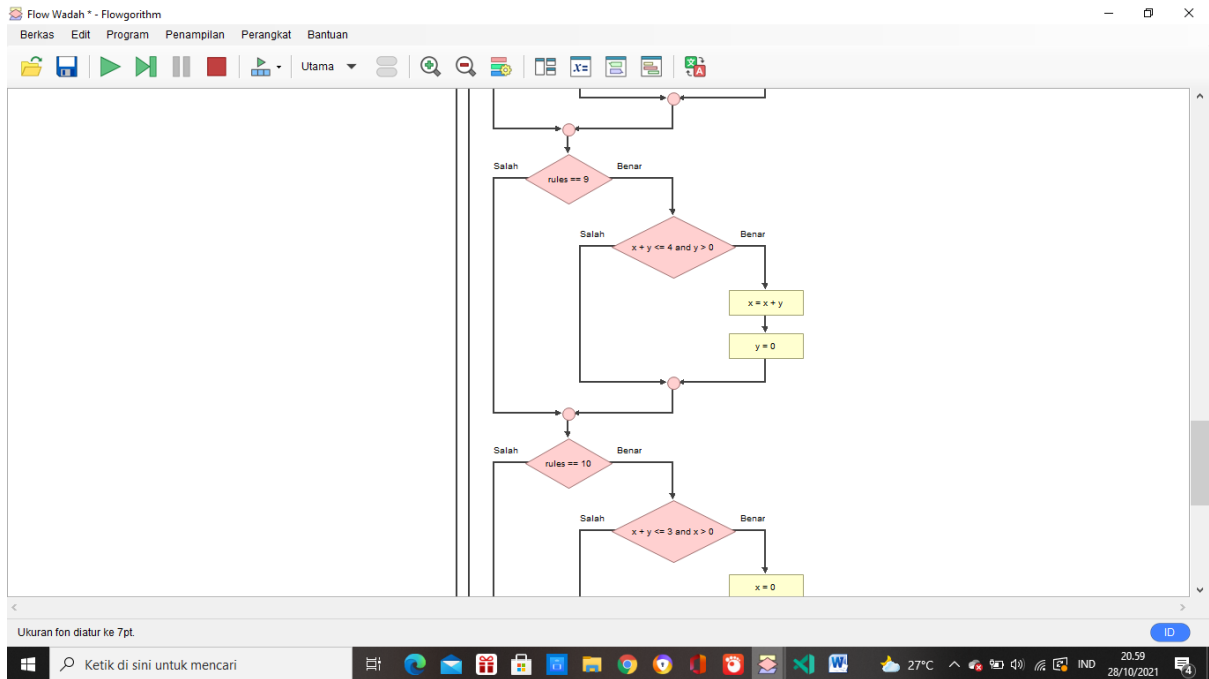 Flow Wadah * - Flowgorithm
Berkas Edit Program Penampilan Perangkat Bantuan
Utama
Salah
Benar
rules == 9
Salah
Benar
x + y <= 4 and y > 0
x = x + y
y = 0
Salah
Benar
rules == 10
Salah
Benar
x + y <= 3 and x > 0
x = 0
Ukuran fon diatur ke 7pt.
ID
Ketik di sini untuk mencari
27°C
IND
20.59
28/10/2021
4